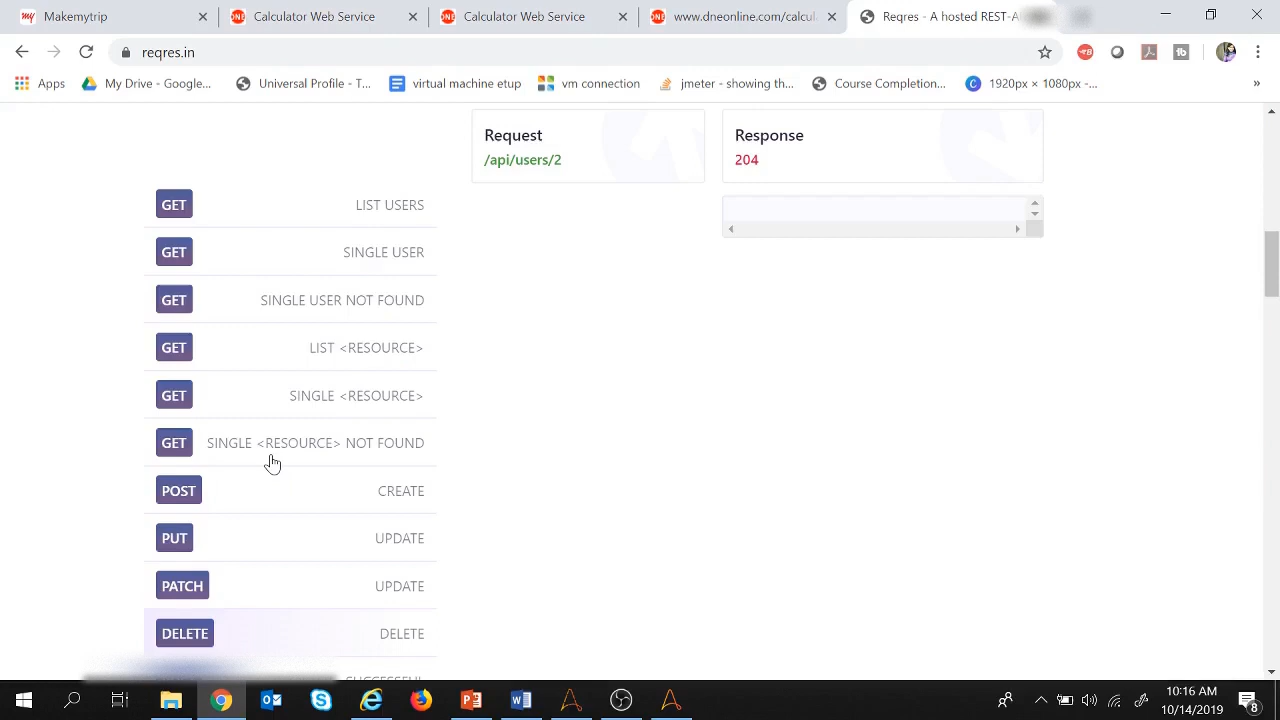 Makemytrip
Calculator Web Service
Calculator Web Service
www.dneonline.com/calcul
Reqres - A hosted REST-A
reqres.in
Apps
My Drive - Google...
Universal Profile - T...
virtual machine etup
vm connection
jmeter - showing th...
Course Completion...
1920px × 1080px -...
»
Request
/api/users/2
Response
204
GET LIST USERS
GET SINGLE USER
GET SINGLE USER NOT FOUND
GET LIST <RESOURCE>
GET SINGLE <RESOURCE>
GET SINGLE <RESOURCE> NOT FOUND
POST CREATE
PUT UPDATE
PATCH UPDATE
DELETE DELETE
10:16 AM
10/14/2019
8